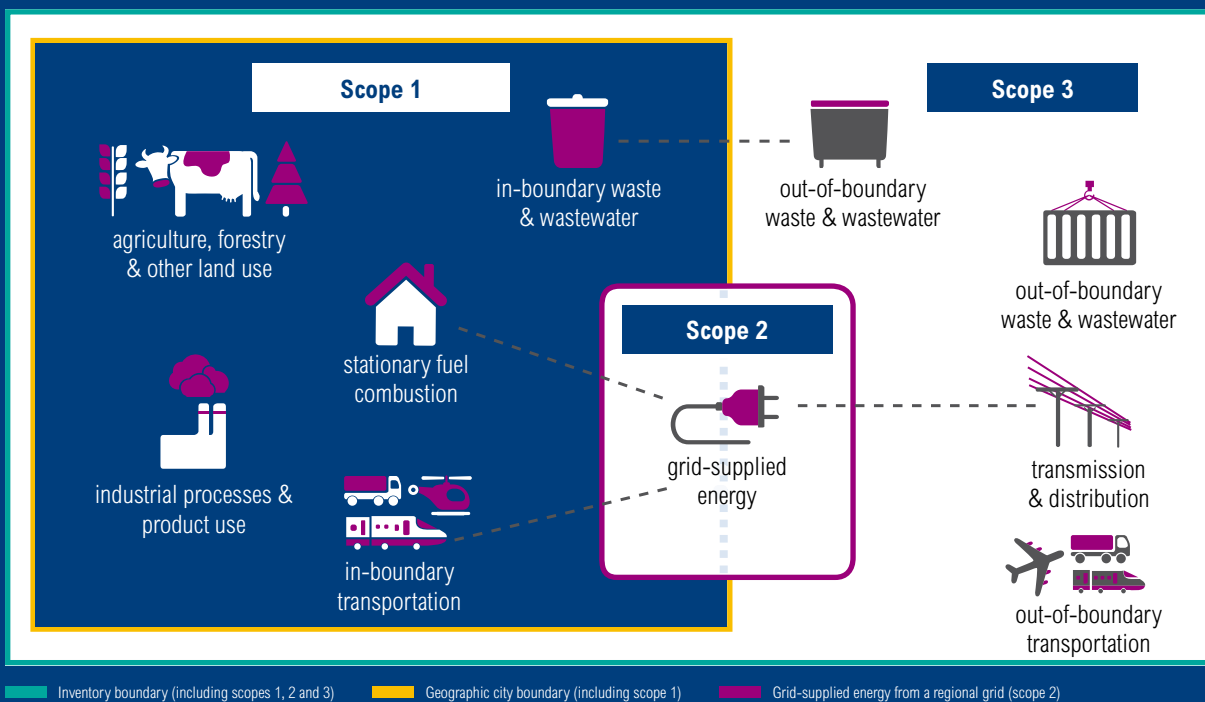 Scope 1
Scope 3
in-boundary waste
& wastewater
out-of-boundary
waste & wastewater
agriculture, forestry
& other land use
out-of-boundary
waste & wastewater
Scope 2
stationary fuel
combustion
grid-supplied
energy
transmission
& distribution
industrial processes &
product use
in-boundary
transportation
out-of-boundary
transportation
Inventory boundary (including scopes 1, 2 and 3)
Geographic city boundary (including scope 1)
Grid-supplied energy from a regional grid (scope 2)